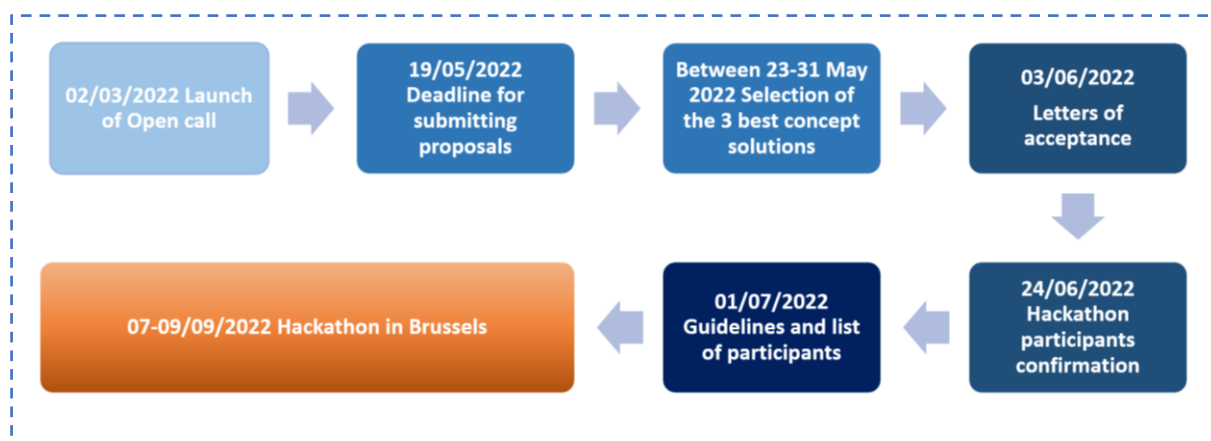 02/03/2022 Launch
of Open call
19/05/2022
Deadline for
submitting
proposals
Between 23-31 May
2022 Selection of
the 3 best concept
solutions
03/06/2022
Letters of
acceptance
24/06/2022
Hackathon
participants
confirmation
01/07/2022
Guidelines and list
of participants
07-09/09/2022 Hackathon in Brussels